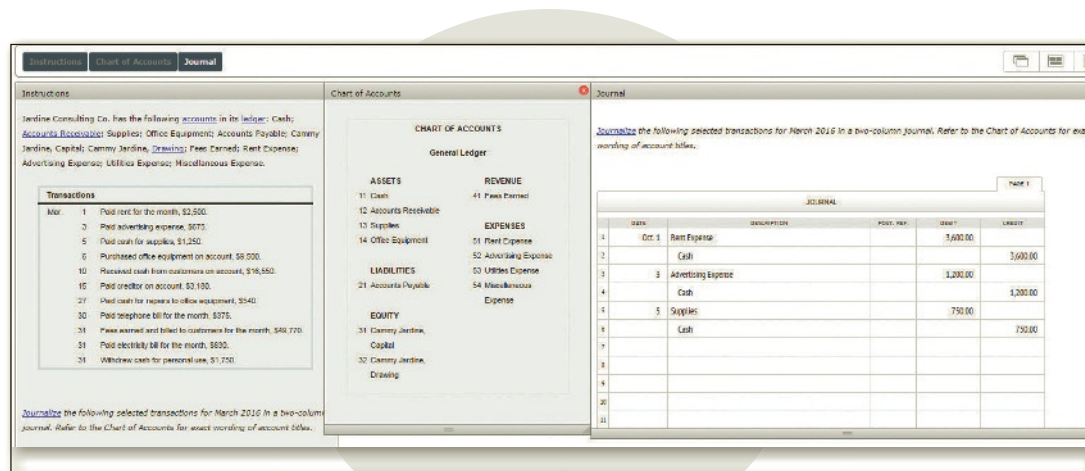 Instructions Chart of Accounts Journal
Instructions
Jardine Consulting Co. has the following accounts in its ledger: Cash;
Accounts Receivable; Supplies; Office Equipment; Accounts Payable; Cammy
Jardine, Capital; Cammy Jardine, Drawing; Fees Earned; Rent Expense;
Advertising Expense; Utilities Expense; Miscellaneous Expense.
Transactions
Mar. 1 Paid rent for the month, $2,500.
3 Paid advertising expense, $675.
5 Paid cash for supplies, $1,250.
6 Purchased office equipment on account, $9,500.
10 Received cash from customers on account, $16,550.
15 Paid creditor on account, $3,180.
27 Paid cash for repairs to office equipment, $540.
30 Paid telephone bill for the month, $375.
31 Fees earned and billed to customers for the month, $49,770.
31 Paid electricity bill for the month, $830.
31 Withdrew cash for personal use, $1,750.
Journalize the following selected transactions for March 2016 in a two-column
journal. Refer to the Chart of Accounts for exact wording of account titles.
Chart of Accounts
CHART OF ACCOUNTS
General Ledger
ASSETS
11 Cash
12 Accounts Receivable
13 Supplies
14 Office Equipment
LIABILITIES
21 Accounts Payable
EQUITY
31 Cammy Jardine,
Capital
32 Cammy Jardine,
Drawing
REVENUE
41 Fees Earned
EXPENSES
51 Rent Expense
52 Advertising Expense
53 Utilities Expense
54 Miscellaneous
Expense
Journal
Journalize the following selected transactions for March 2016 in a two-column journal. Refer to the Chart of Accounts for exa
wording of account titles.
PAGE 1
JOURNAL
DATE DESCRIPTION POST. REF. DEBIT CREDIT
1 Oct. 1 Rent Expense 3,600.00
2 Cash 3,600.00
3 3 Advertising Expense 1,200.00
4 Cash 1,200.00
5 5 Supplies 750.00
6 Cash 750.00
7
8
9
10
11